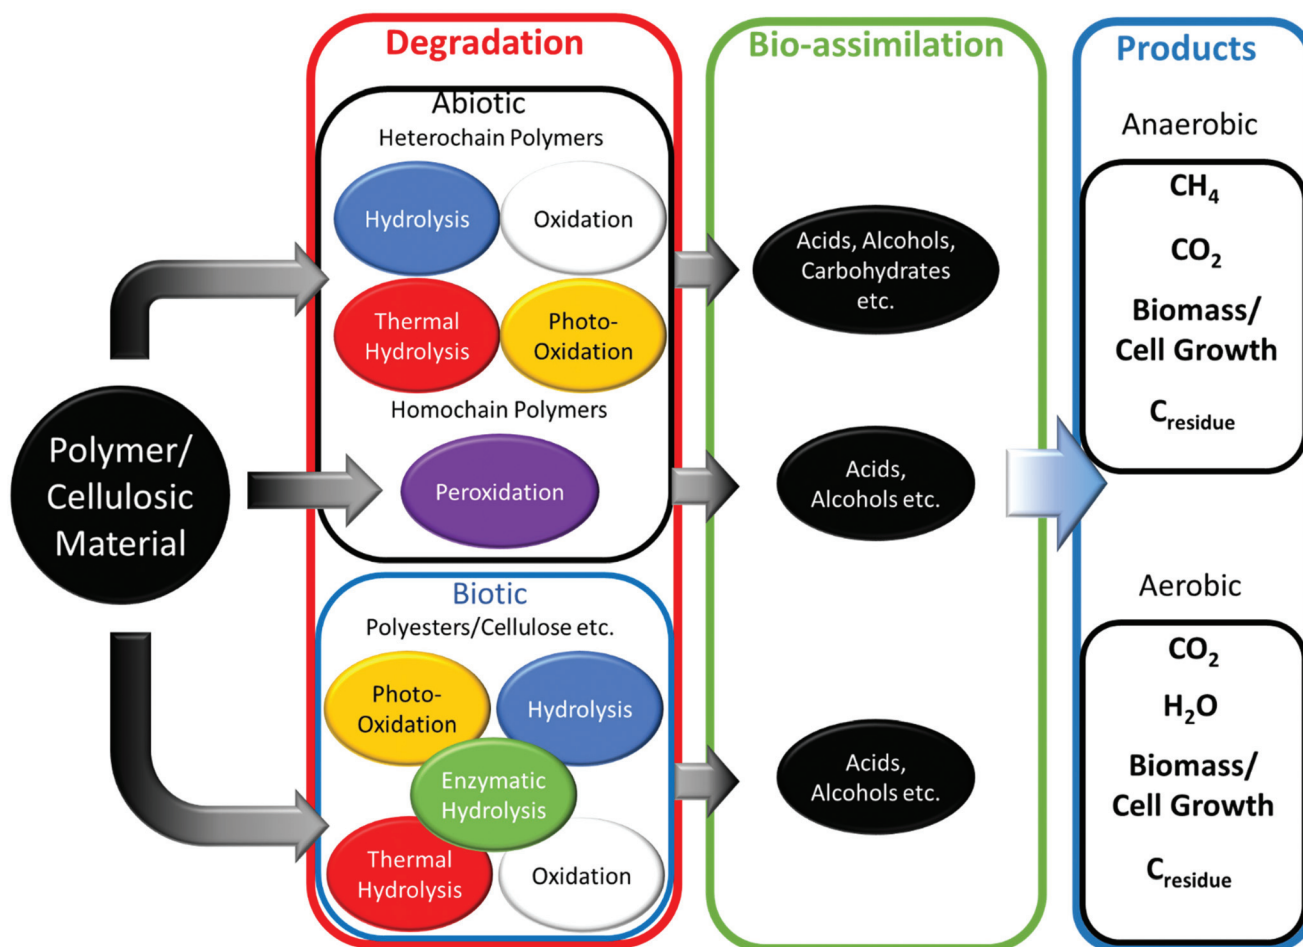 Degradation
Bio-assimilation
Products
Polymer/
Cellulosic
Material
Abiotic
Heterochain Polymers
Hydrolysis
Oxidation
Thermal
Hydrolysis
Photo-
Oxidation
Homochain Polymers
Peroxidation
Biotic
Polyesters/Cellulose etc.
Photo-
Oxidation
Hydrolysis
Enzymatic
Hydrolysis
Thermal
Hydrolysis
Oxidation
Acids, Alcohols,
Carbohydrates
etc.
Acids,
Alcohols etc.
Acids,
Alcohols etc.
Anaerobic
CH₄
CO₂
Biomass/
Cell Growth
C_residue
Aerobic
CO₂
H₂O
Biomass/
Cell Growth
C_residue